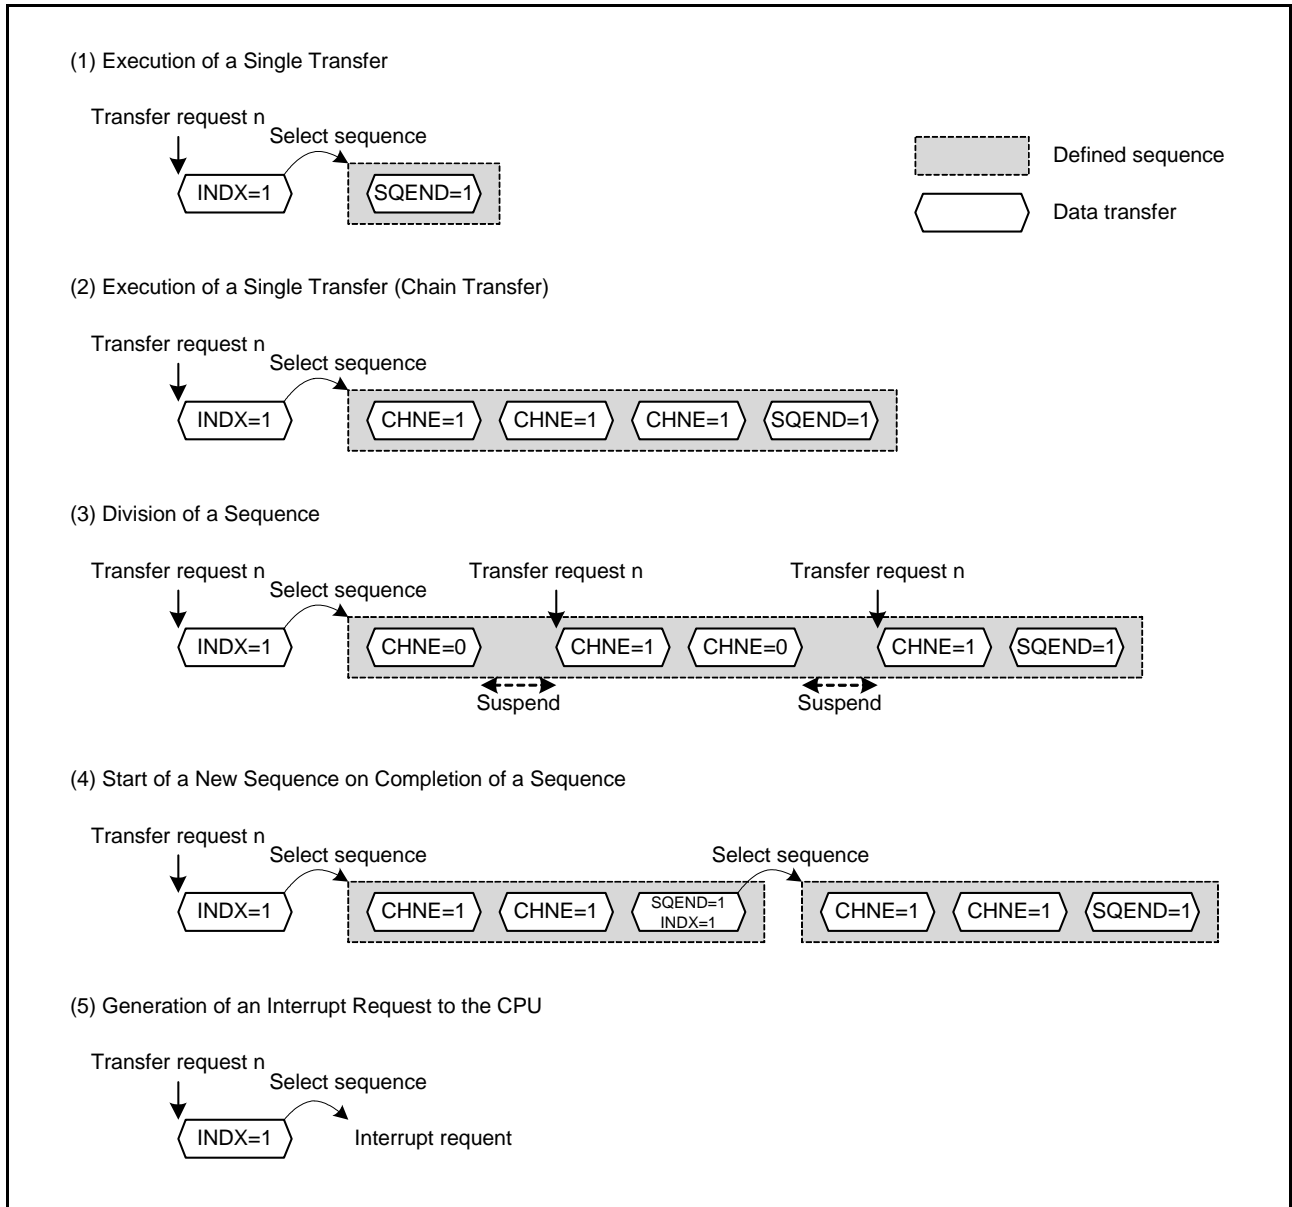 (1) Execution of a Single Transfer
Transfer request n
Select sequence
INDX=1
SQEND=1
Defined sequence
Data transfer
(2) Execution of a Single Transfer (Chain Transfer)
Transfer request n
Select sequence
INDX=1 CHNE=1 CHNE=1 CHNE=1 SQEND=1
(3) Division of a Sequence
Transfer request n Transfer request n Transfer request n
Select sequence
INDX=1 CHNE=0 CHNE=1 CHNE=0 CHNE=1 SQEND=1
Suspend Suspend
(4) Start of a New Sequence on Completion of a Sequence
Transfer request n
Select sequence Select sequence
INDX=1 CHNE=1 CHNE=1 SQEND=1 INDX=1 CHNE=1 CHNE=1 SQEND=1
(5) Generation of an Interrupt Request to the CPU
Transfer request n
Select sequence
INDX=1 Interrupt requent